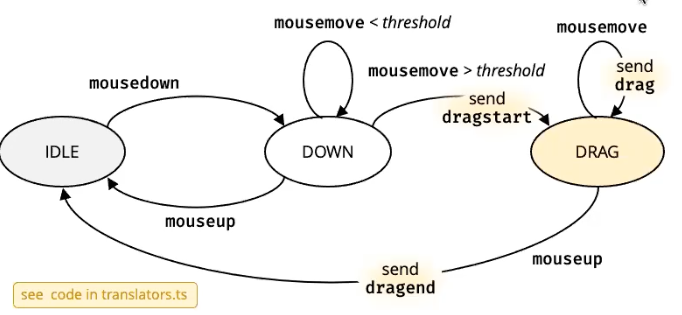 mousemove < threshold
mousemove
mousemove > threshold
send
drag
mousedown
send
dragstart
IDLE
DOWN
DRAG
mouseup
mouseup
send
dragend
see code in translators.ts